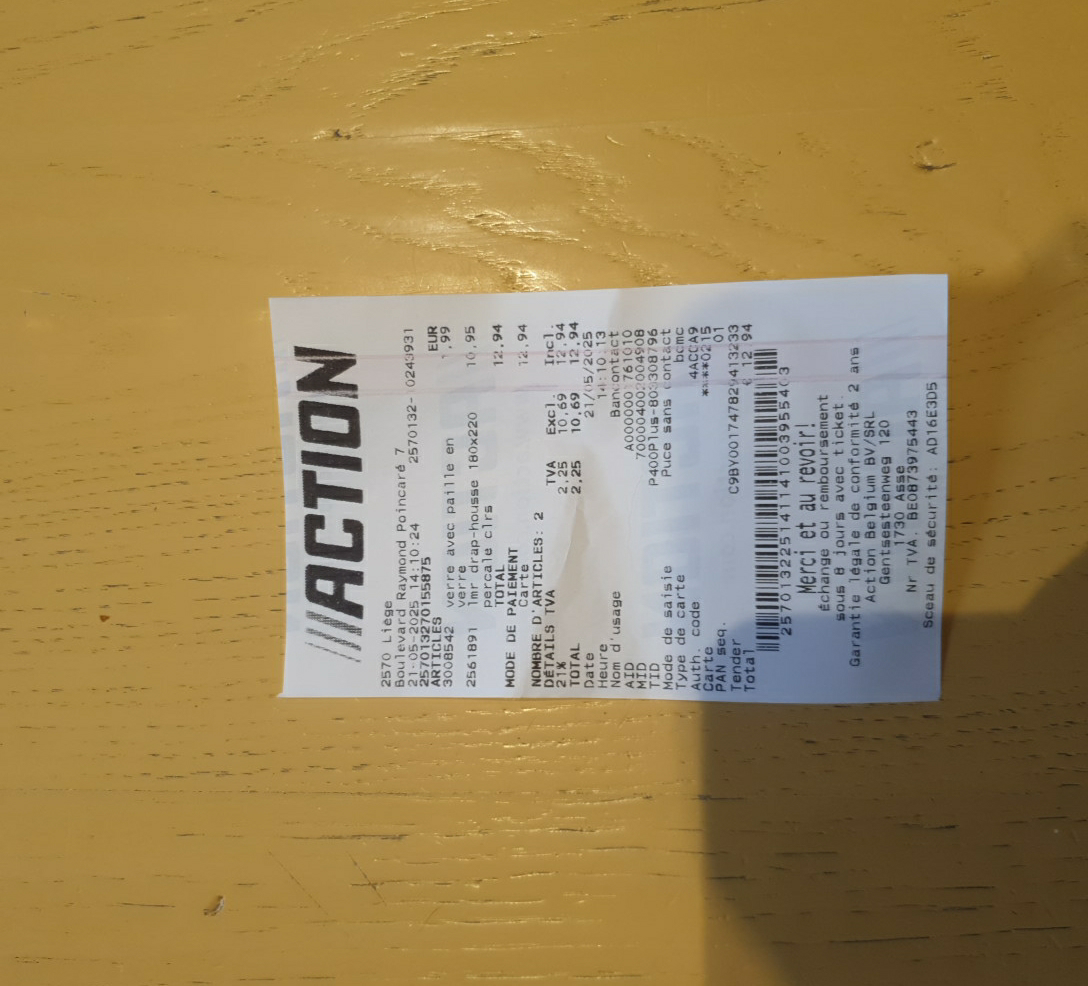 ACTION
2570 Liège
Boulevard Raymond Poincaré 7
21-05-2025 14:10:24 2570132- 0243931
257013270155875
ARTICLES EUR
3008542 verre avec paille en .99
verre
2561891 1mr drap-housse 180x220 10,95
percale clrs
TOTAL 12,94
MODE DE PAIEMENT
Carte 12,94
NOMBRE D'ARTICLES: 2
DÉTAILS TVA TVA Excl. Incl.
21% 2,25 10,69 12,94
TOTAL 2,25 10,69 12,94
Date 21/05/2025
Heure 14:10:13
Nom d'usage Bancontact
AID
MID
TID P400Plus-803308796
Mode de saisie Puce sans contact
Type de carte bcmc
Auth. code 4ACCA9
Carte ****0215
PAN seq. 01
Tender C9BY001747829413233
Total € 12,94
Merci et au revoir!
échange ou remboursement
sous 8 jours avec ticket.
Garantie légale de conformité 2 ans
Action Belgium BV/SRL
Gentsesteenweg 120
1730 Asse
Nr TVA. BE0873975443
Sceau de sécurité: AD16E3D5